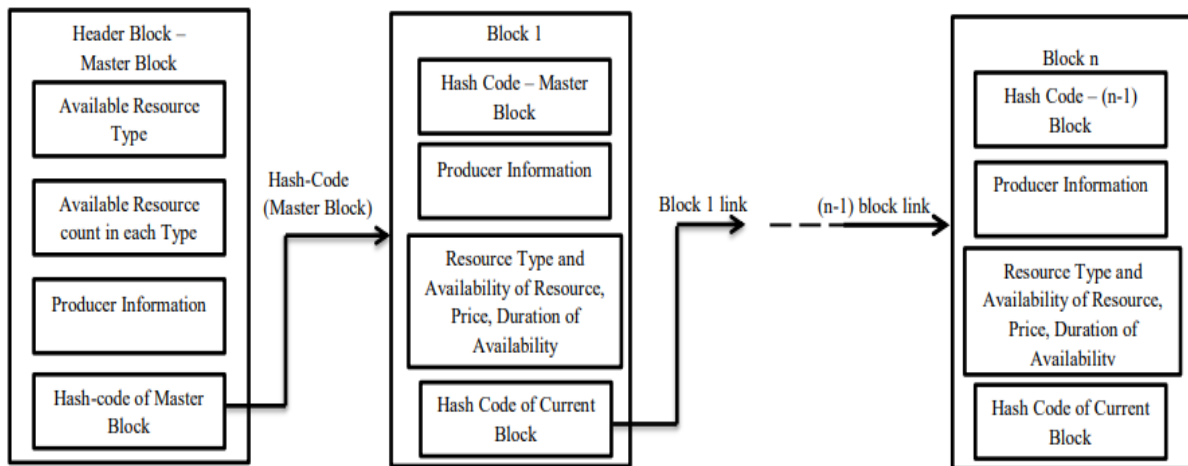 Header Block –
Master Block
Available Resource
Type
Available Resource
count in each Type
Producer Information
Hash-code of Master
Block
Hash-Code
(Master Block)
Block 1
Hash Code – Master
Block
Producer Information
Resource Type and
Availability of Resource,
Price, Duration of
Availability
Hash Code of Current
Block
Block 1 link
(n-1) block link
Block n
Hash Code – (n-1)
Block
Producer Information
Resource Type and
Availability of Resource,
Price, Duration of
Availability
Hash Code of Current
Block